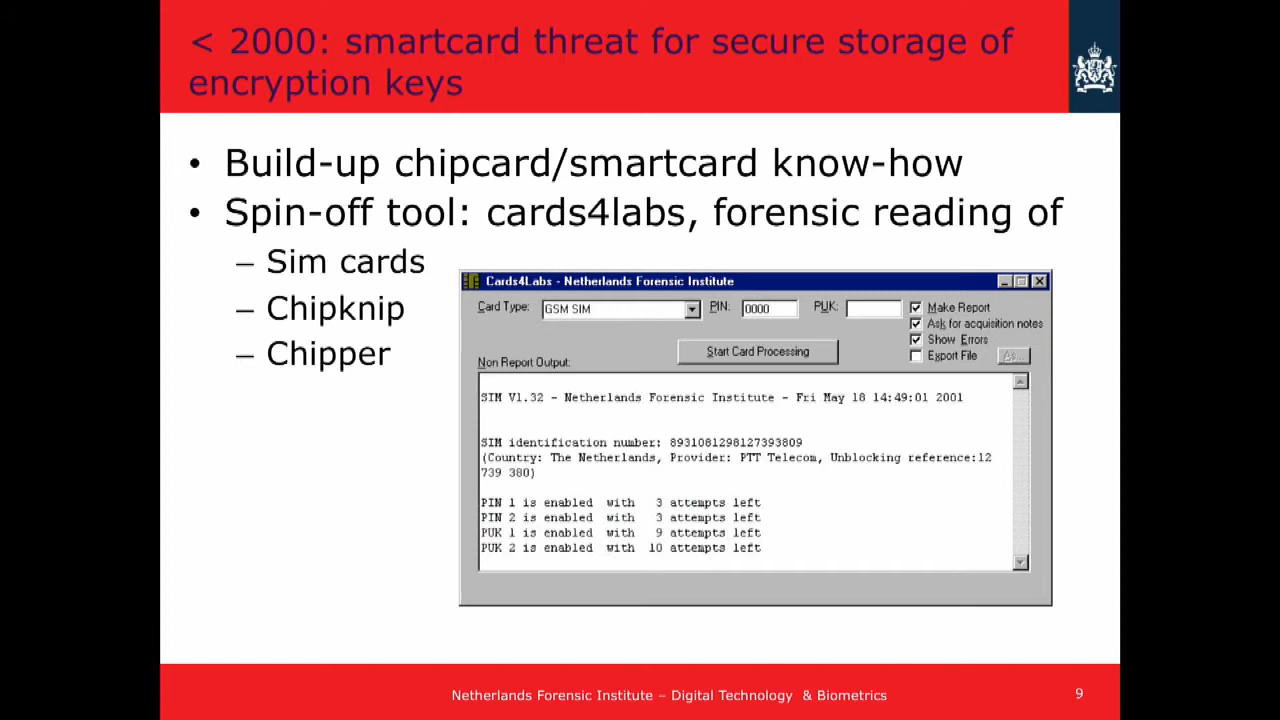 < 2000: smartcard threat for secure storage of
encryption keys
• Build-up chipcard/smartcard know-how
• Spin-off tool: cards4labs, forensic reading of
– Sim cards
– Chipknip
– Chipper
Cards4Labs - Netherlands Forensic Institute
Card Type: GSM SIM PIN: 0000 PUK: Make Report
Ask for acquisition notes
Show Errors
Start Card Processing Export File As...
Non Report Output:
SIM V1.32 - Netherlands Forensic Institute - Fri May 18 14:49:01 2001
SIM identification number: 8931081298127393809
(Country: The Netherlands, Provider: PTT Telecom, Unblocking reference:12
739 380)
PIN 1 is enabled with 3 attempts left
PIN 2 is enabled with 3 attempts left
PUK 1 is enabled with 9 attempts left
PUK 2 is enabled with 10 attempts left
Netherlands Forensic Institute – Digital Technology & Biometrics
9